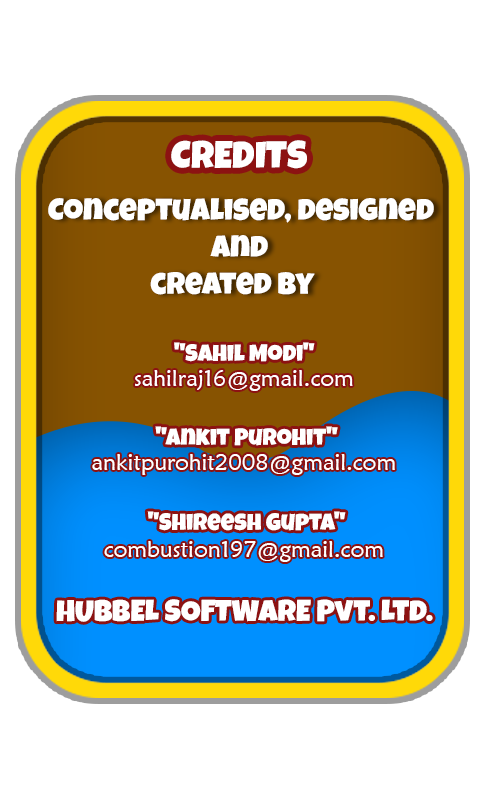 CREDITS
Conceptualised, Designed
and
Created by
"Sahil Modi"
sahilraj16@gmail.com
"Ankit Purohit"
ankitpurohit2008@gmail.com
"Shireesh Gupta"
combustion197@gmail.com
HUBBEL SOFTWARE PVT. LTD.